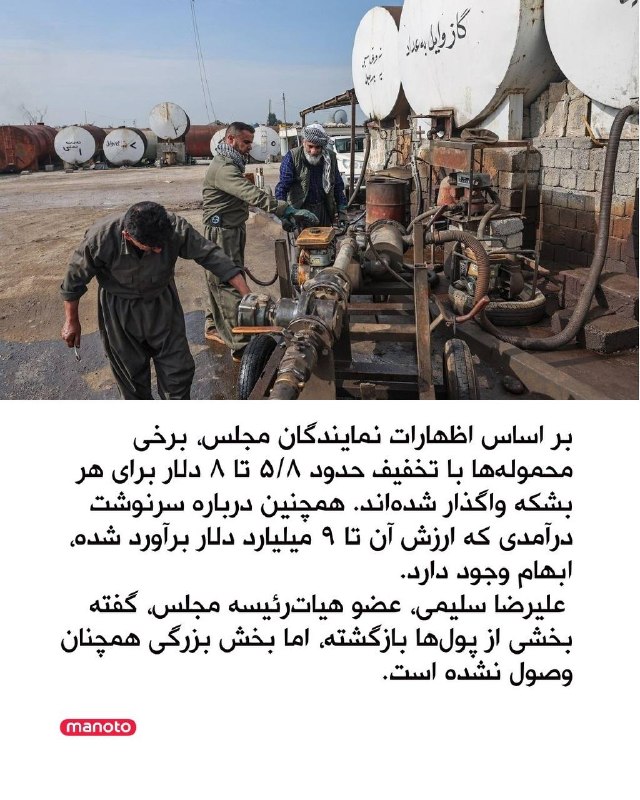 گازوایل به غداد
بر اساس اظهارات نمایندگان مجلس، برخی
محموله‌ها با تخفیف حدود ۵/۸ تا ۸ دلار برای هر
بشکه واگذار شده‌اند. همچنین درباره سرنوشت
درآمدی که ارزش آن تا ۹ میلیارد دلار برآورد شده،
ابهام وجود دارد.
علیرضا سلیمی، عضو هیات‌رئیسه مجلس، گفته
بخشی از پول‌ها بازگشته، اما بخش بزرگی همچنان
وصول نشده است.
manoto